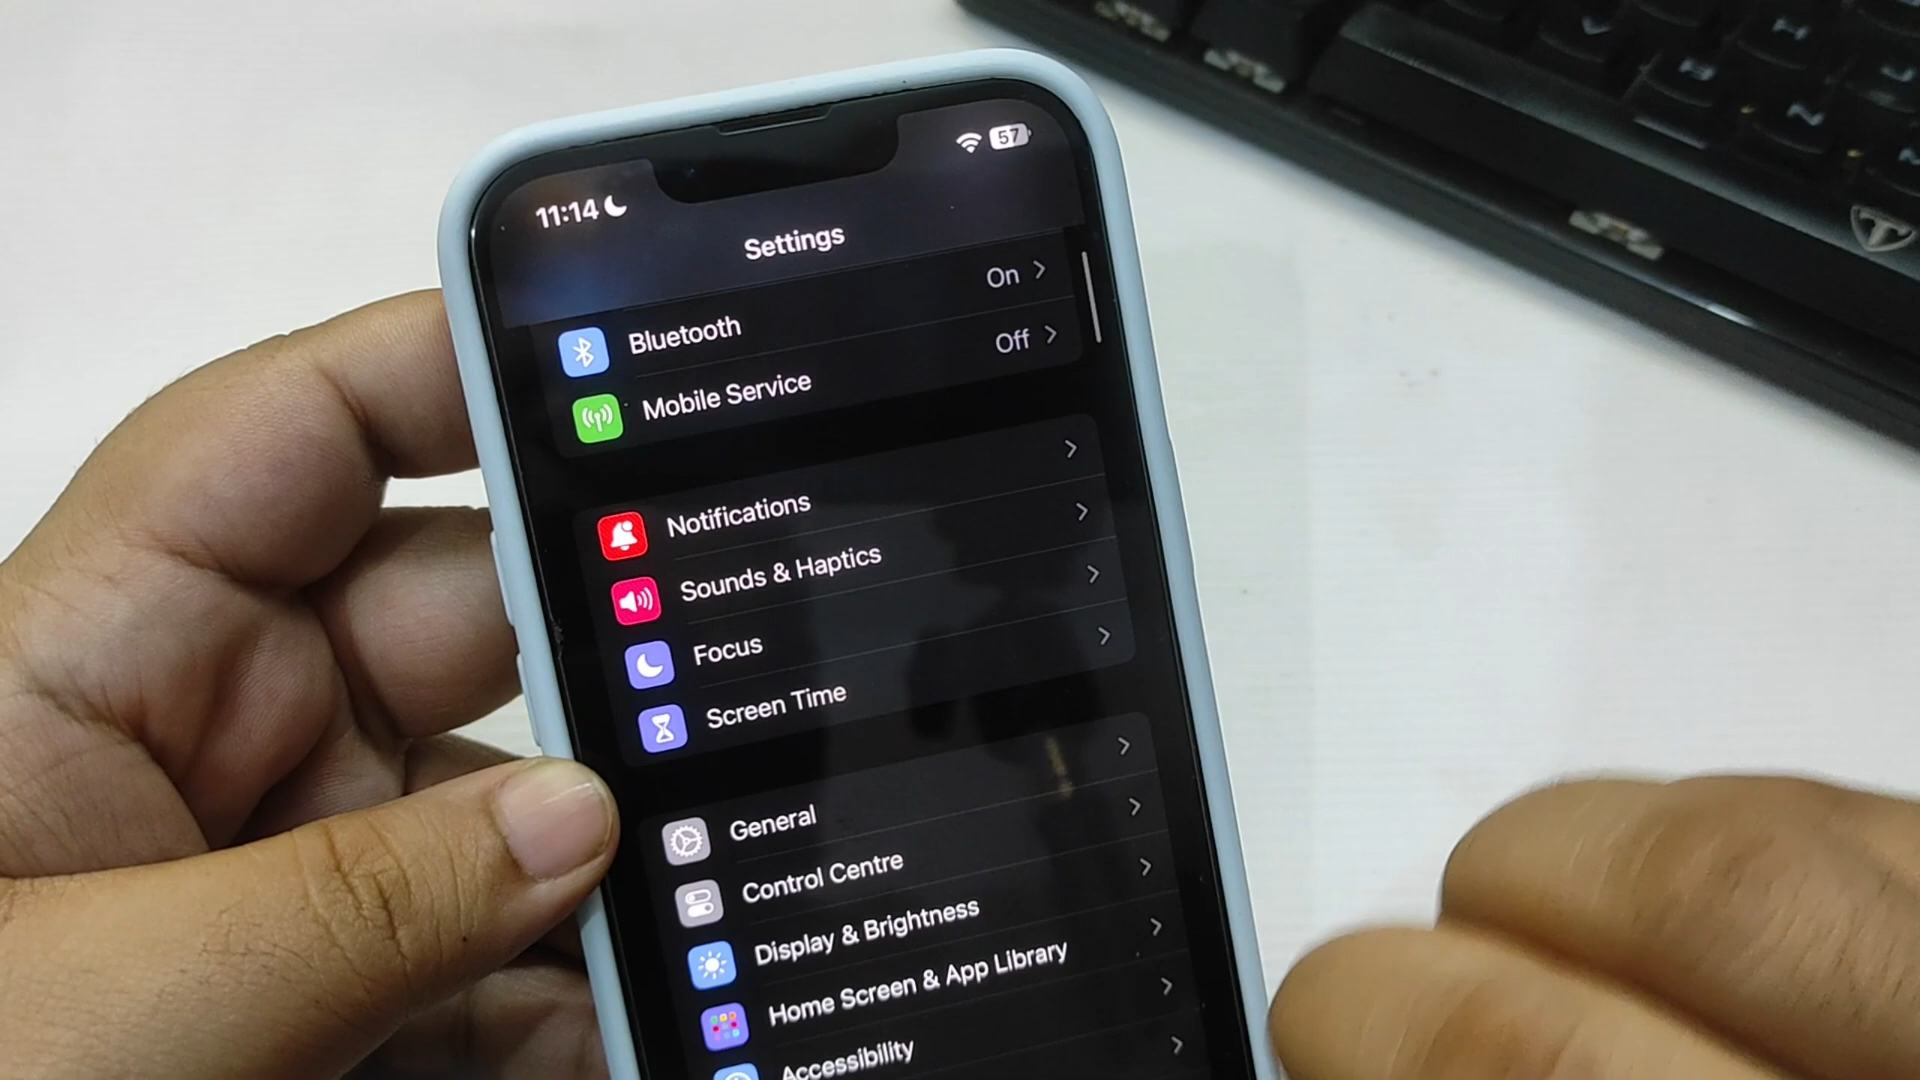 11:14
57
Settings
Bluetooth On
Mobile Service Off
Notifications
Sounds & Haptics
Focus
Screen Time
General
Control Centre
Display & Brightness
Home Screen & App Library
Accessibility
V
H
B
N
J
M
T